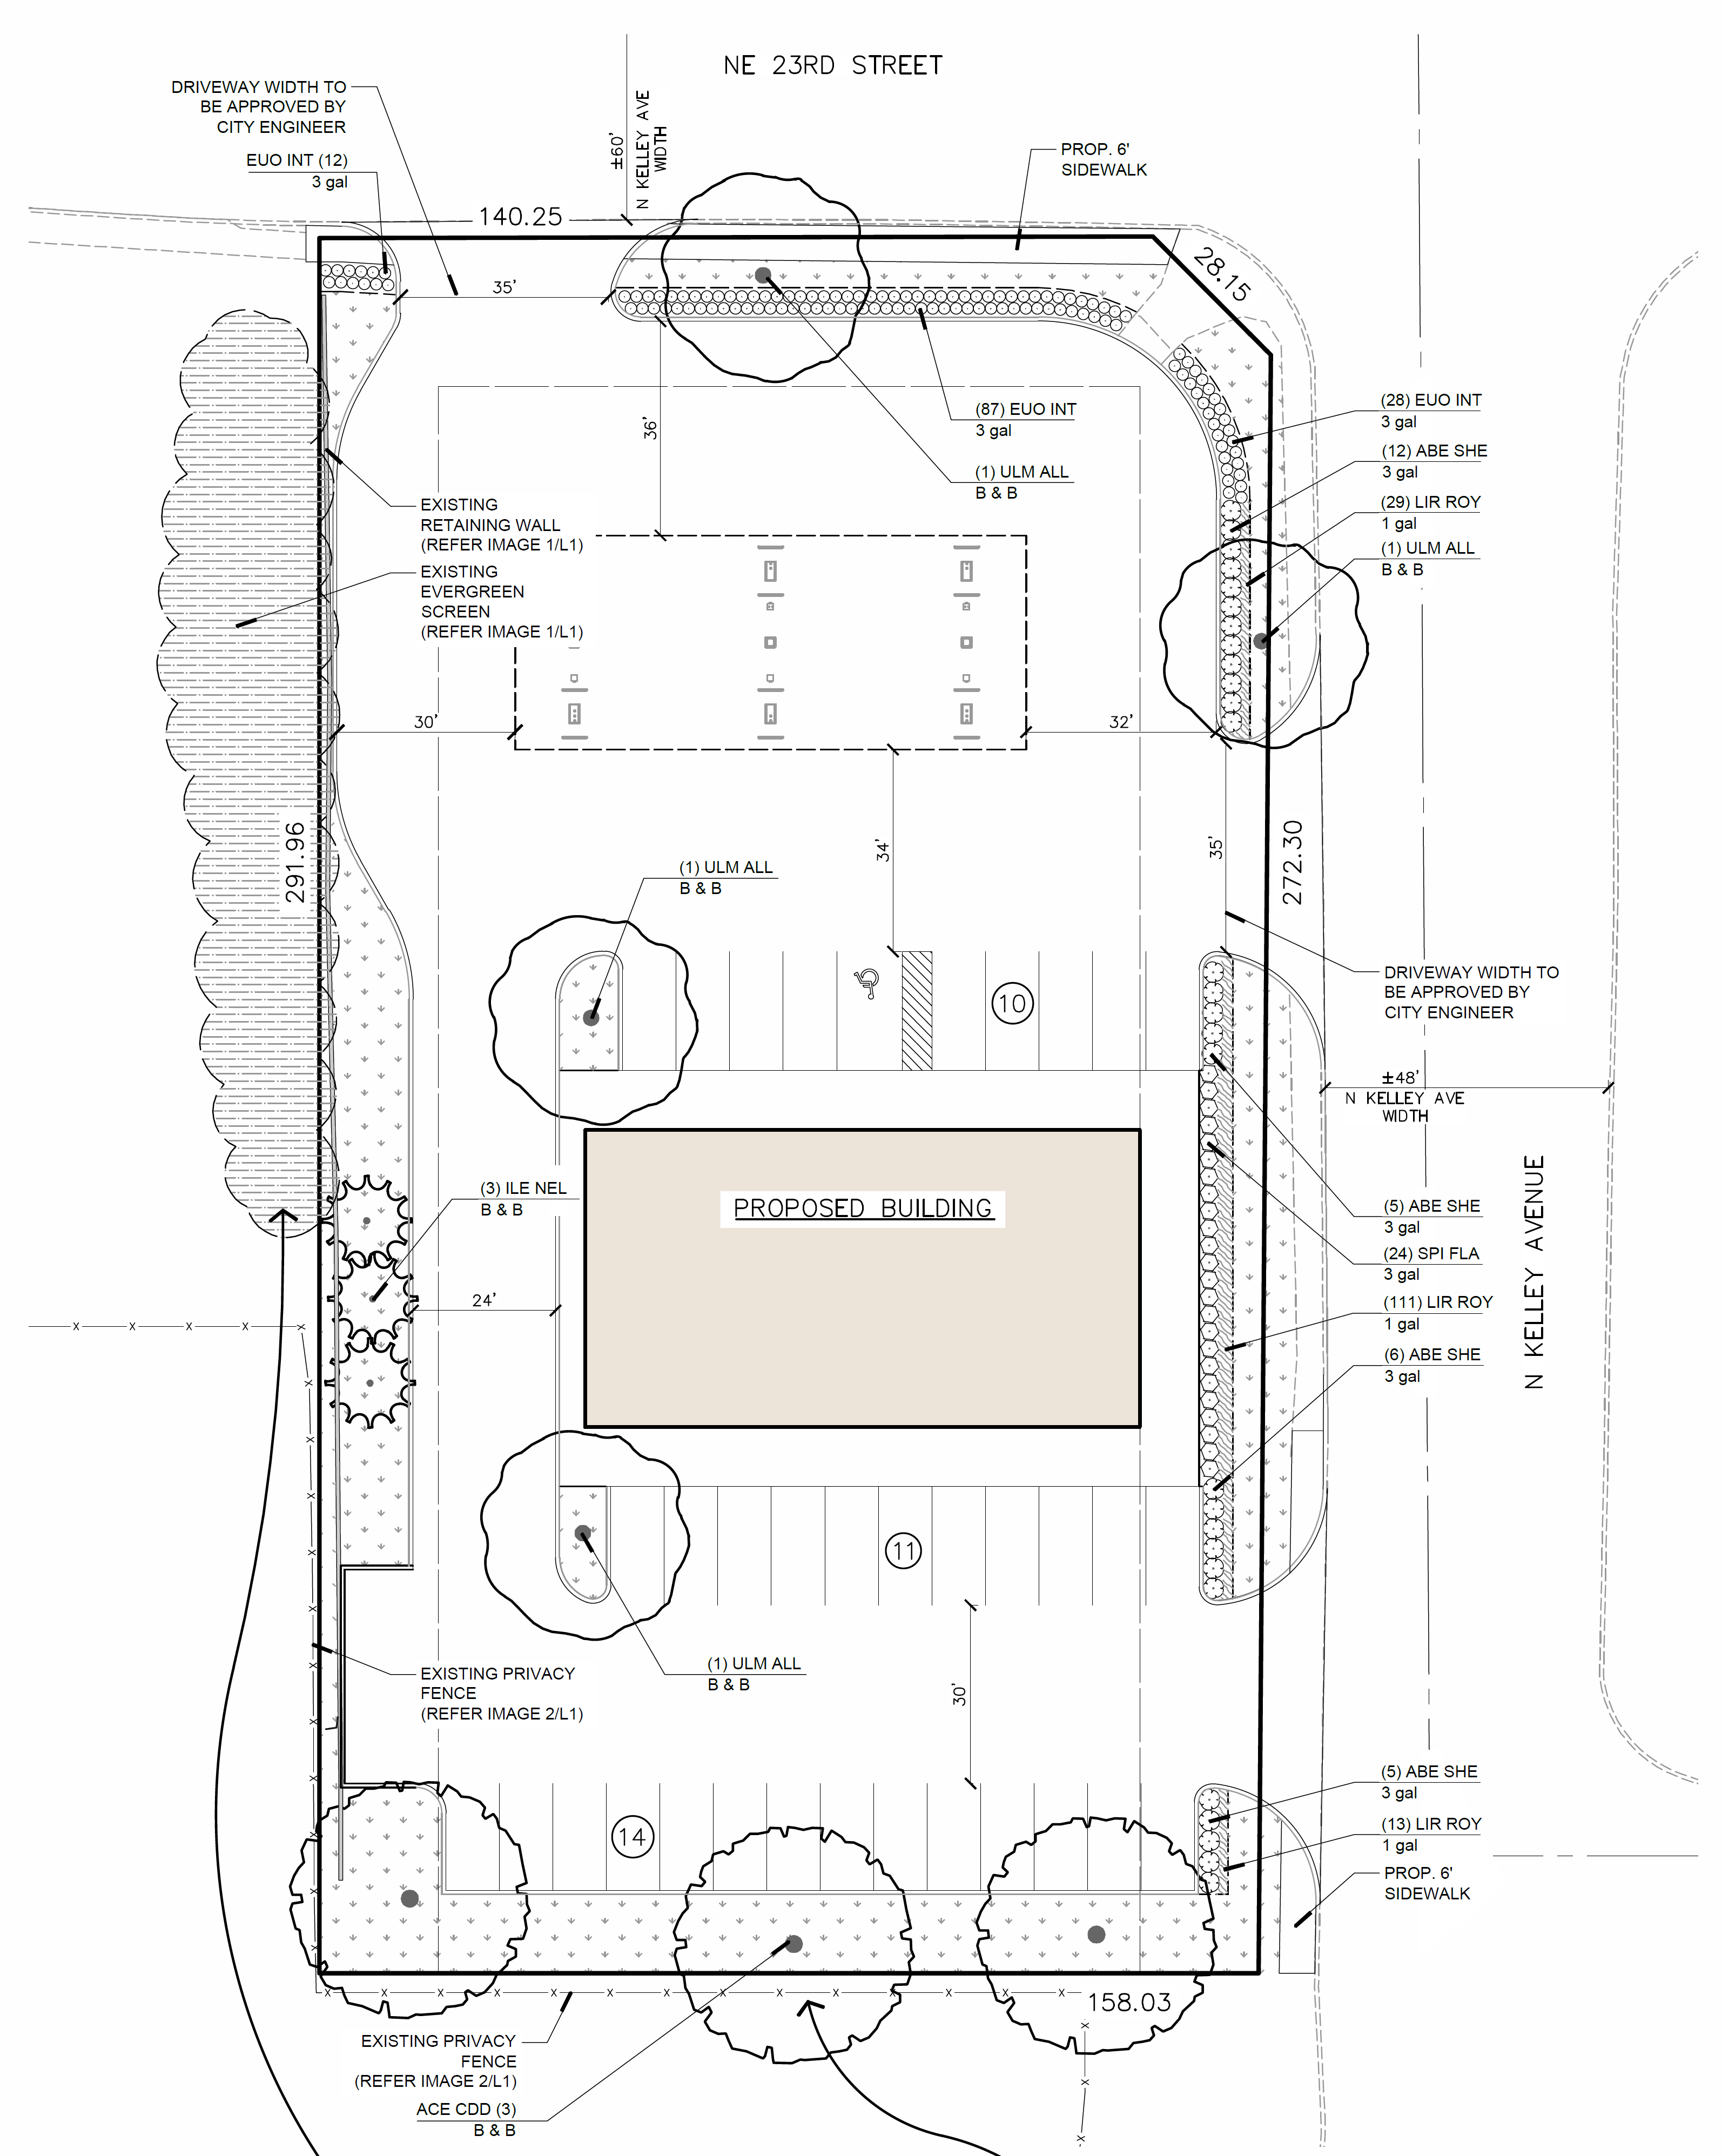 NE 23RD STREET
DRIVEWAY WIDTH TO
BE APPROVED BY
CITY ENGINEER
EUO INT (12)
3 gal
±60'
N KELLEY AVE
WIDTH
PROP. 6'
SIDEWALK
140.25
28.15
35'
36'
(87) EUO INT
3 gal
(1) ULM ALL
B & B
(28) EUO INT
3 gal
(12) ABE SHE
3 gal
(29) LIR ROY
1 gal
(1) ULM ALL
B & B
EXISTING
RETAINING WALL
(REFER IMAGE 1/L1)
EXISTING
EVERGREEN
SCREEN
(REFER IMAGE 1/L1)
30'
32'
291.96
34'
35'
272.30
(1) ULM ALL
B & B
10
DRIVEWAY WIDTH TO
BE APPROVED BY
CITY ENGINEER
±48'
N KELLEY AVE
WIDTH
N KELLEY AVENUE
(3) ILE NEL
B & B
PROPOSED BUILDING
24'
(5) ABE SHE
3 gal
(24) SPI FLA
3 gal
(111) LIR ROY
1 gal
(6) ABE SHE
3 gal
11
EXISTING PRIVACY
FENCE
(REFER IMAGE 2/L1)
(1) ULM ALL
B & B
30'
14
(5) ABE SHE
3 gal
(13) LIR ROY
1 gal
PROP. 6'
SIDEWALK
158.03
EXISTING PRIVACY
FENCE
(REFER IMAGE 2/L1)
ACE CDD (3)
B & B